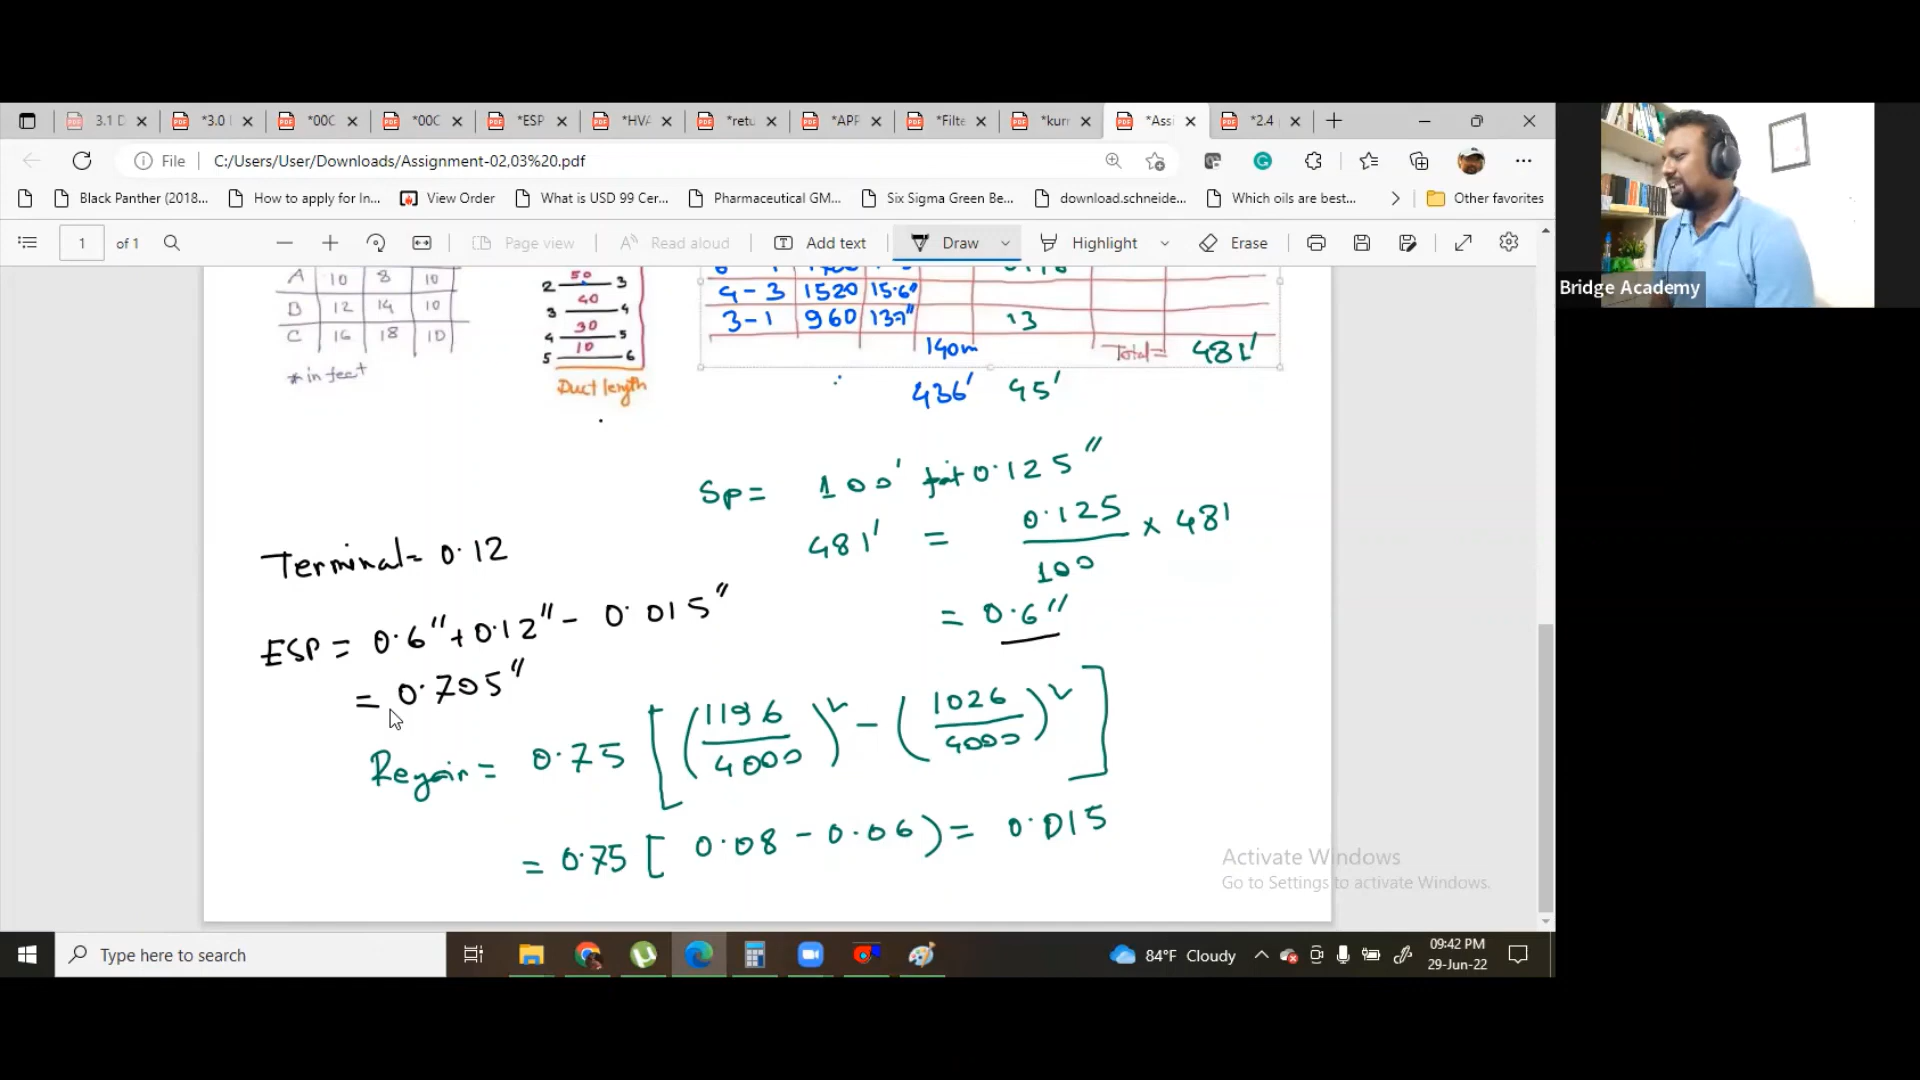 3.1 D
*3.0
*00C
*00C
*ESP
*HVA
*retu
*APP
*Filte
*kurr
*Assi
*2.4
File C:/Users/User/Downloads/Assignment-02,03%20.pdf
Black Panther (2018...
How to apply for In...
View Order
What is USD 99 Cer...
Pharmaceutical GM...
Six Sigma Green Be...
download.schneide...
Which oils are best...
Other favorites
1 of 1
Page view
Read aloud
Add text
Draw
Highlight
Erase
Bridge Academy
A 10 8 10
B 12 14 10
C 16 18 10
*in feet
2 50 3
3 40 4
4 30 5
5 10 6
Duct length
4-3 1520 15.6"
3-1 960 13.7" 13
140m Total= 481'
436' 45'
Sp= 100' 0.125"
481' = 0.125/100 x 481
= 0.6"
Terminal= 0.12
ESP = 0.6" + 0.12" - 0.015"
= 0.705"
Regain = 0.75 [(1196/4000)² - (1026/4000)²]
= 0.75 [0.08 - 0.06) = 0.015
Activate Windows
Go to Settings to activate Windows.
Type here to search
84°F Cloudy
09:42 PM
29-Jun-22